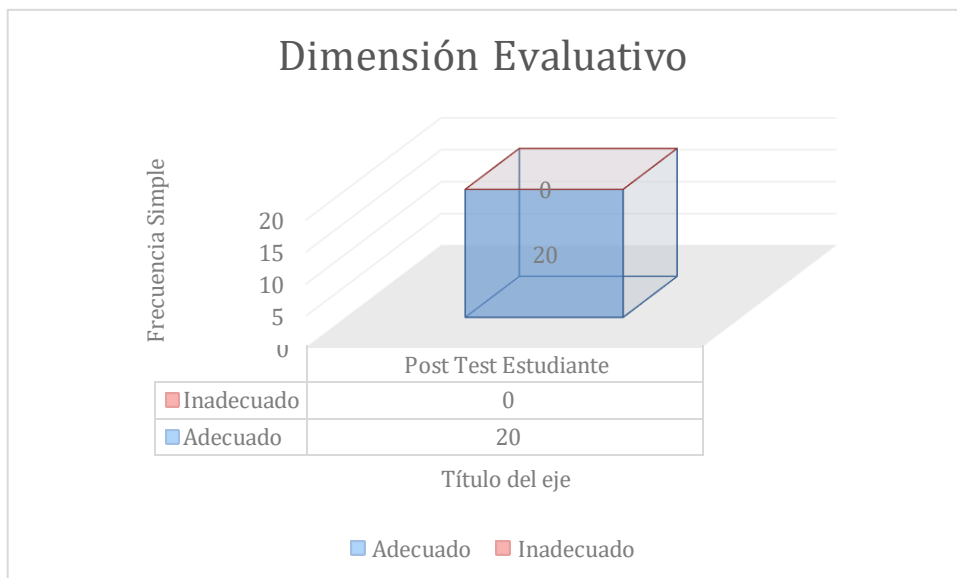 Dimensión Evaluativo
Frecuencia Simple
20
15
10
5
0
0
20
Post Test Estudiante
Inadecuado 0
Adecuado 20
Título del eje
Adecuado Inadecuado